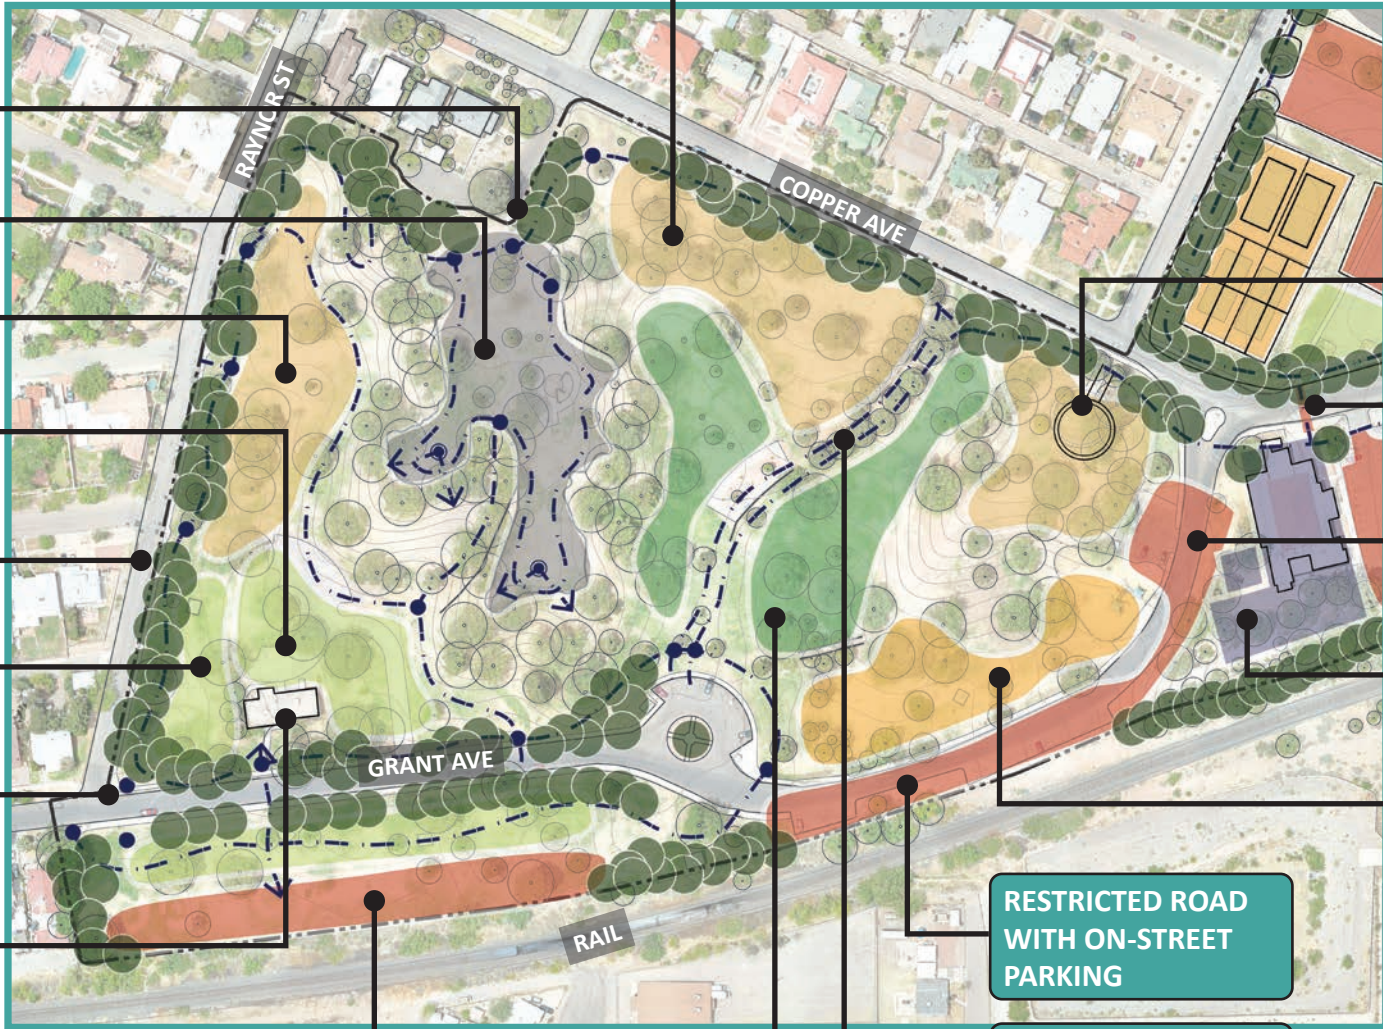 RAYNOR ST
COPPER AVE
GRANT AVE
RAIL
RESTRICTED ROAD
WITH ON-STREET
PARKING